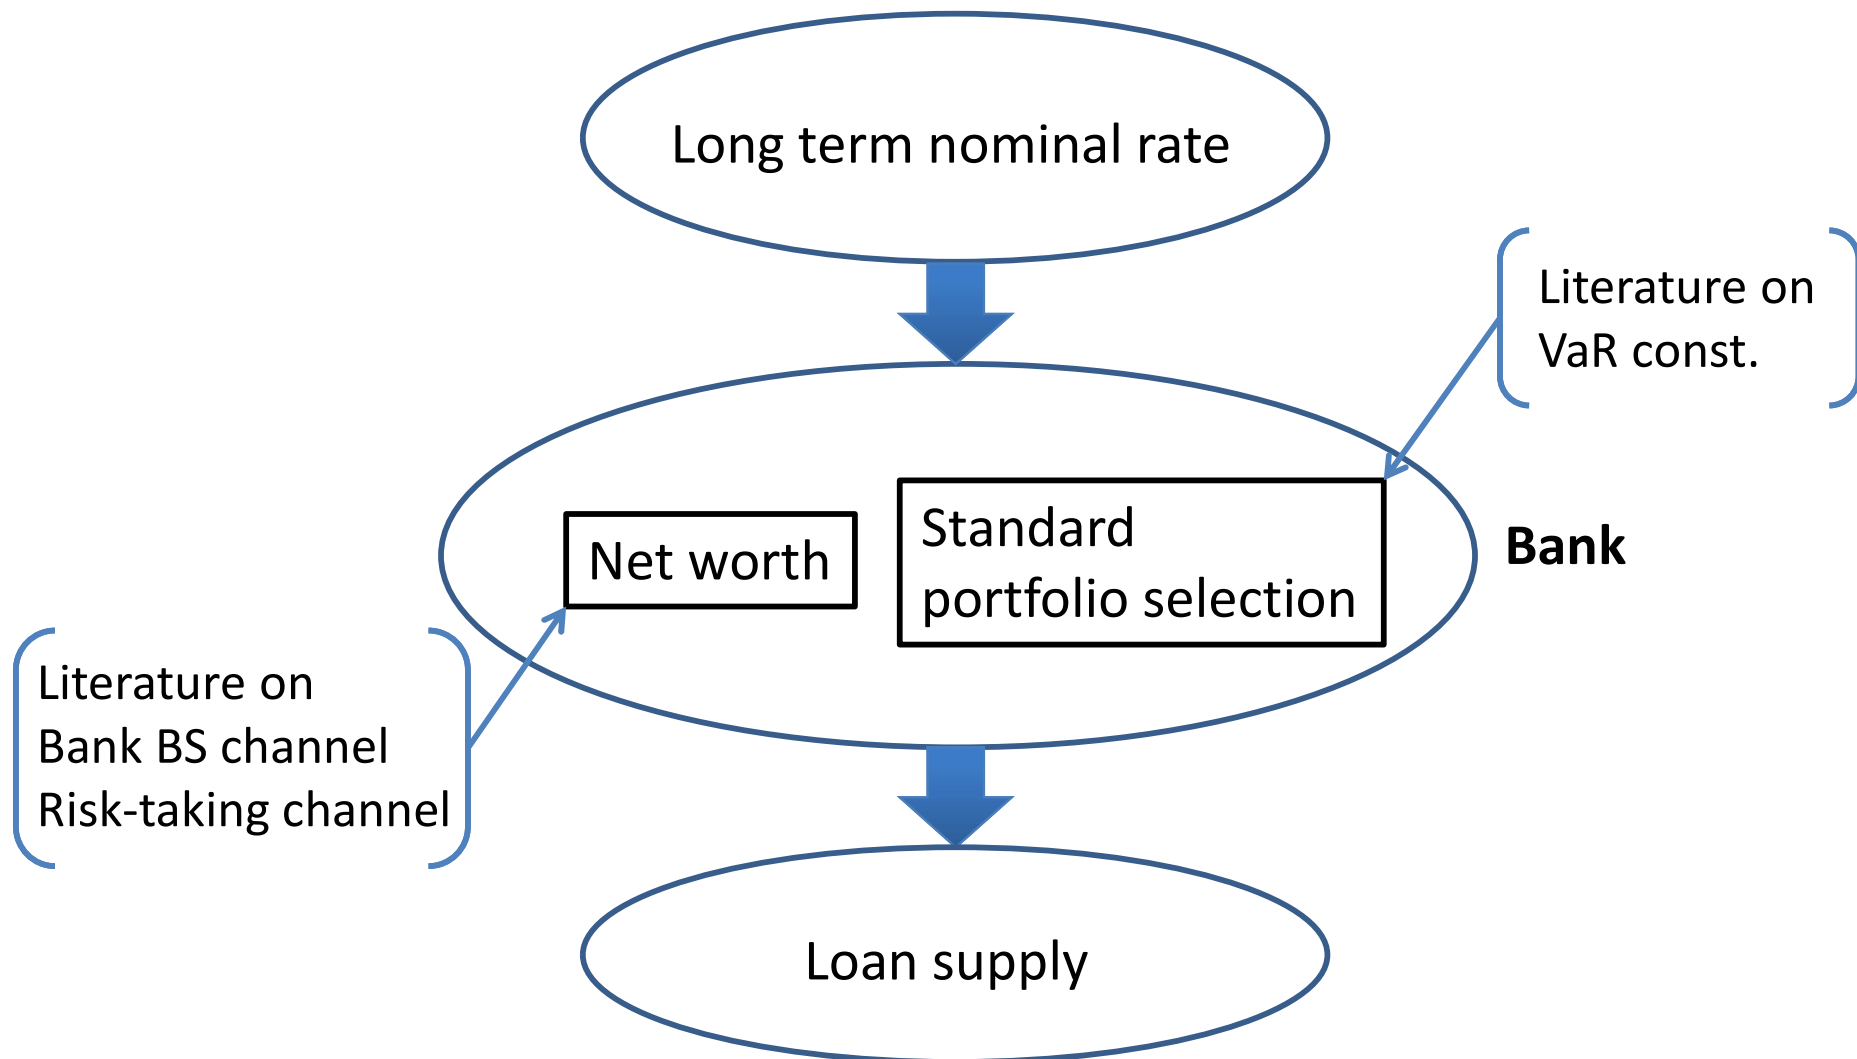 Long term nominal rate
Literature on
VaR const.
Net worth
Standard
portfolio selection
Bank
Literature on
Bank BS channel
Risk-taking channel
Loan supply